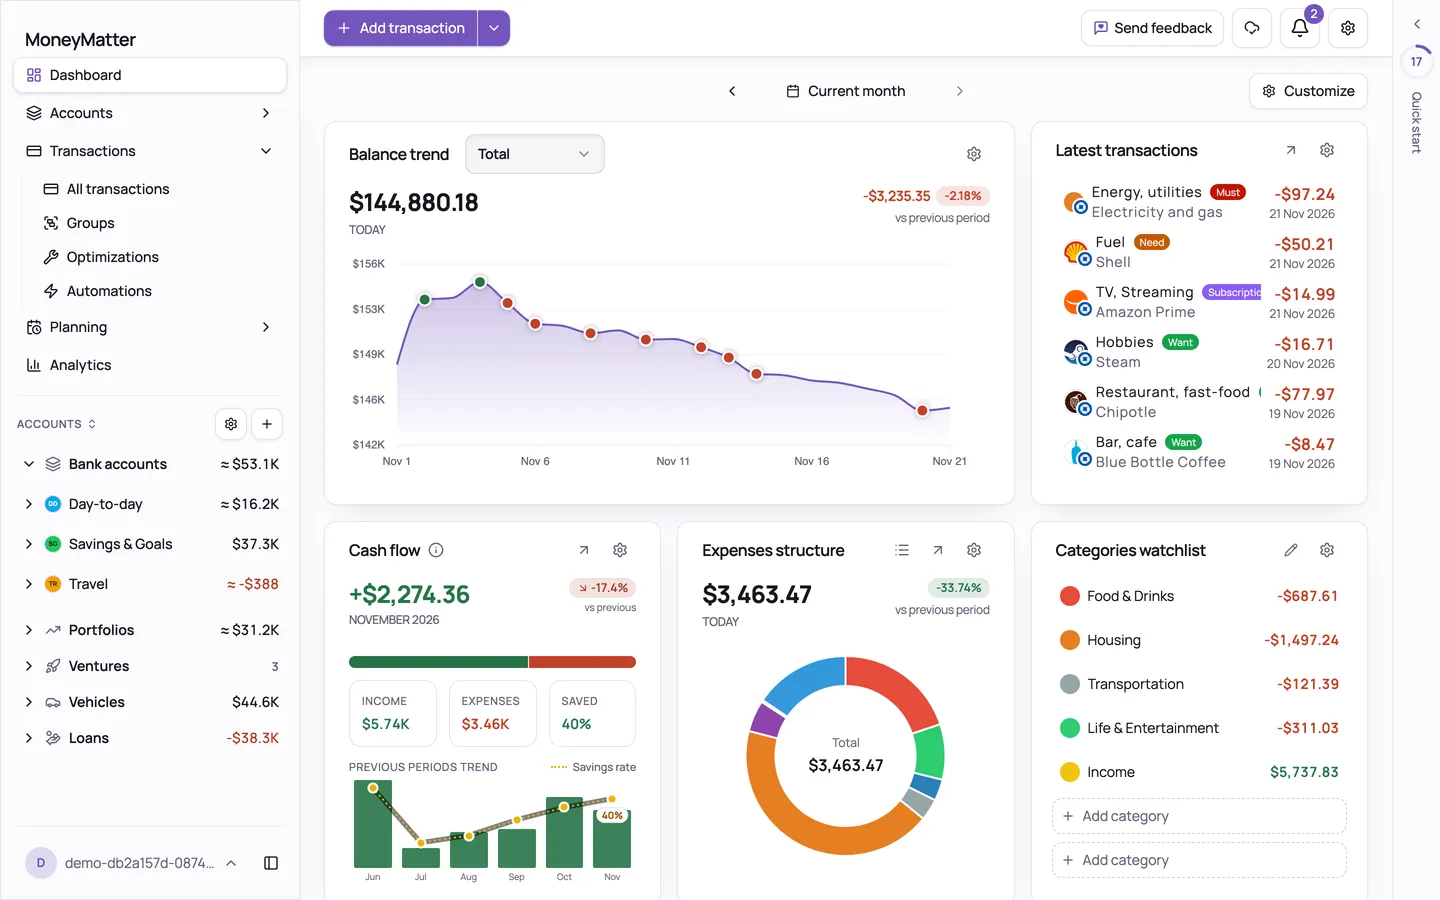 MoneyMatter
Dashboard
Accounts
Transactions
All transactions
Groups
Optimizations
Automations
Planning
Analytics
ACCOUNTS
Bank accounts ≈ $53.1K
DD Day-to-day ≈ $16.2K
SG Savings & Goals $37.3K
TR Travel ≈ -$388
Portfolios ≈ $31.2K
Ventures 3
Vehicles $44.6K
Loans -$38.3K
D demo-db2a157d-0874...
Add transaction
Send feedback
2
Current month
Customize
17
Quick start
Balance trend Total
$144,880.18
TODAY
-$3,235.35 -2.18%
vs previous period
$156K
$153K
$149K
$146K
$142K
Nov 1 Nov 6 Nov 11 Nov 16 Nov 21
Latest transactions
Energy, utilities Must -$97.24
Electricity and gas 21 Nov 2026
Fuel Need -$50.21
Shell 21 Nov 2026
TV, Streaming Subscriptio -$14.99
Amazon Prime 21 Nov 2026
Hobbies Want -$16.71
Steam 20 Nov 2026
Restaurant, fast-food -$77.97
Chipotle 19 Nov 2026
Bar, cafe Want -$8.47
Blue Bottle Coffee 19 Nov 2026
Cash flow
+$2,274.36 -17.4%
NOVEMBER 2026 vs previous
INCOME EXPENSES SAVED
$5.74K $3.46K 40%
PREVIOUS PERIODS TREND Savings rate
40%
Jun Jul Aug Sep Oct Nov
Expenses structure
$3,463.47 -33.74%
TODAY vs previous period
Total
$3,463.47
Categories watchlist
Food & Drinks -$687.61
Housing -$1,497.24
Transportation -$121.39
Life & Entertainment -$311.03
Income $5,737.83
+ Add category
+ Add category